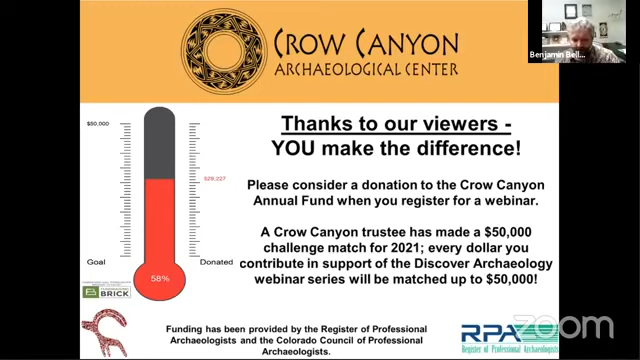 Benjamin Bell...
CROW CANYON
ARCHAEOLOGICAL CENTER
Thanks to our viewers -
YOU make the difference!
Please consider a donation to the Crow Canyon
Annual Fund when you register for a webinar.
A Crow Canyon trustee has made a $50,000
challenge match for 2021; every dollar you
contribute in support of the Discover Archaeology
webinar series will be matched up to $50,000!
$50,000
$29,227
Goal
Donated
58%
BRICK
Funding has been provided by the Register of Professional
Archaeologists and the Colorado Council of Professional
Archaeologists.
RPA
Register of Professional Archaeologists
zoom